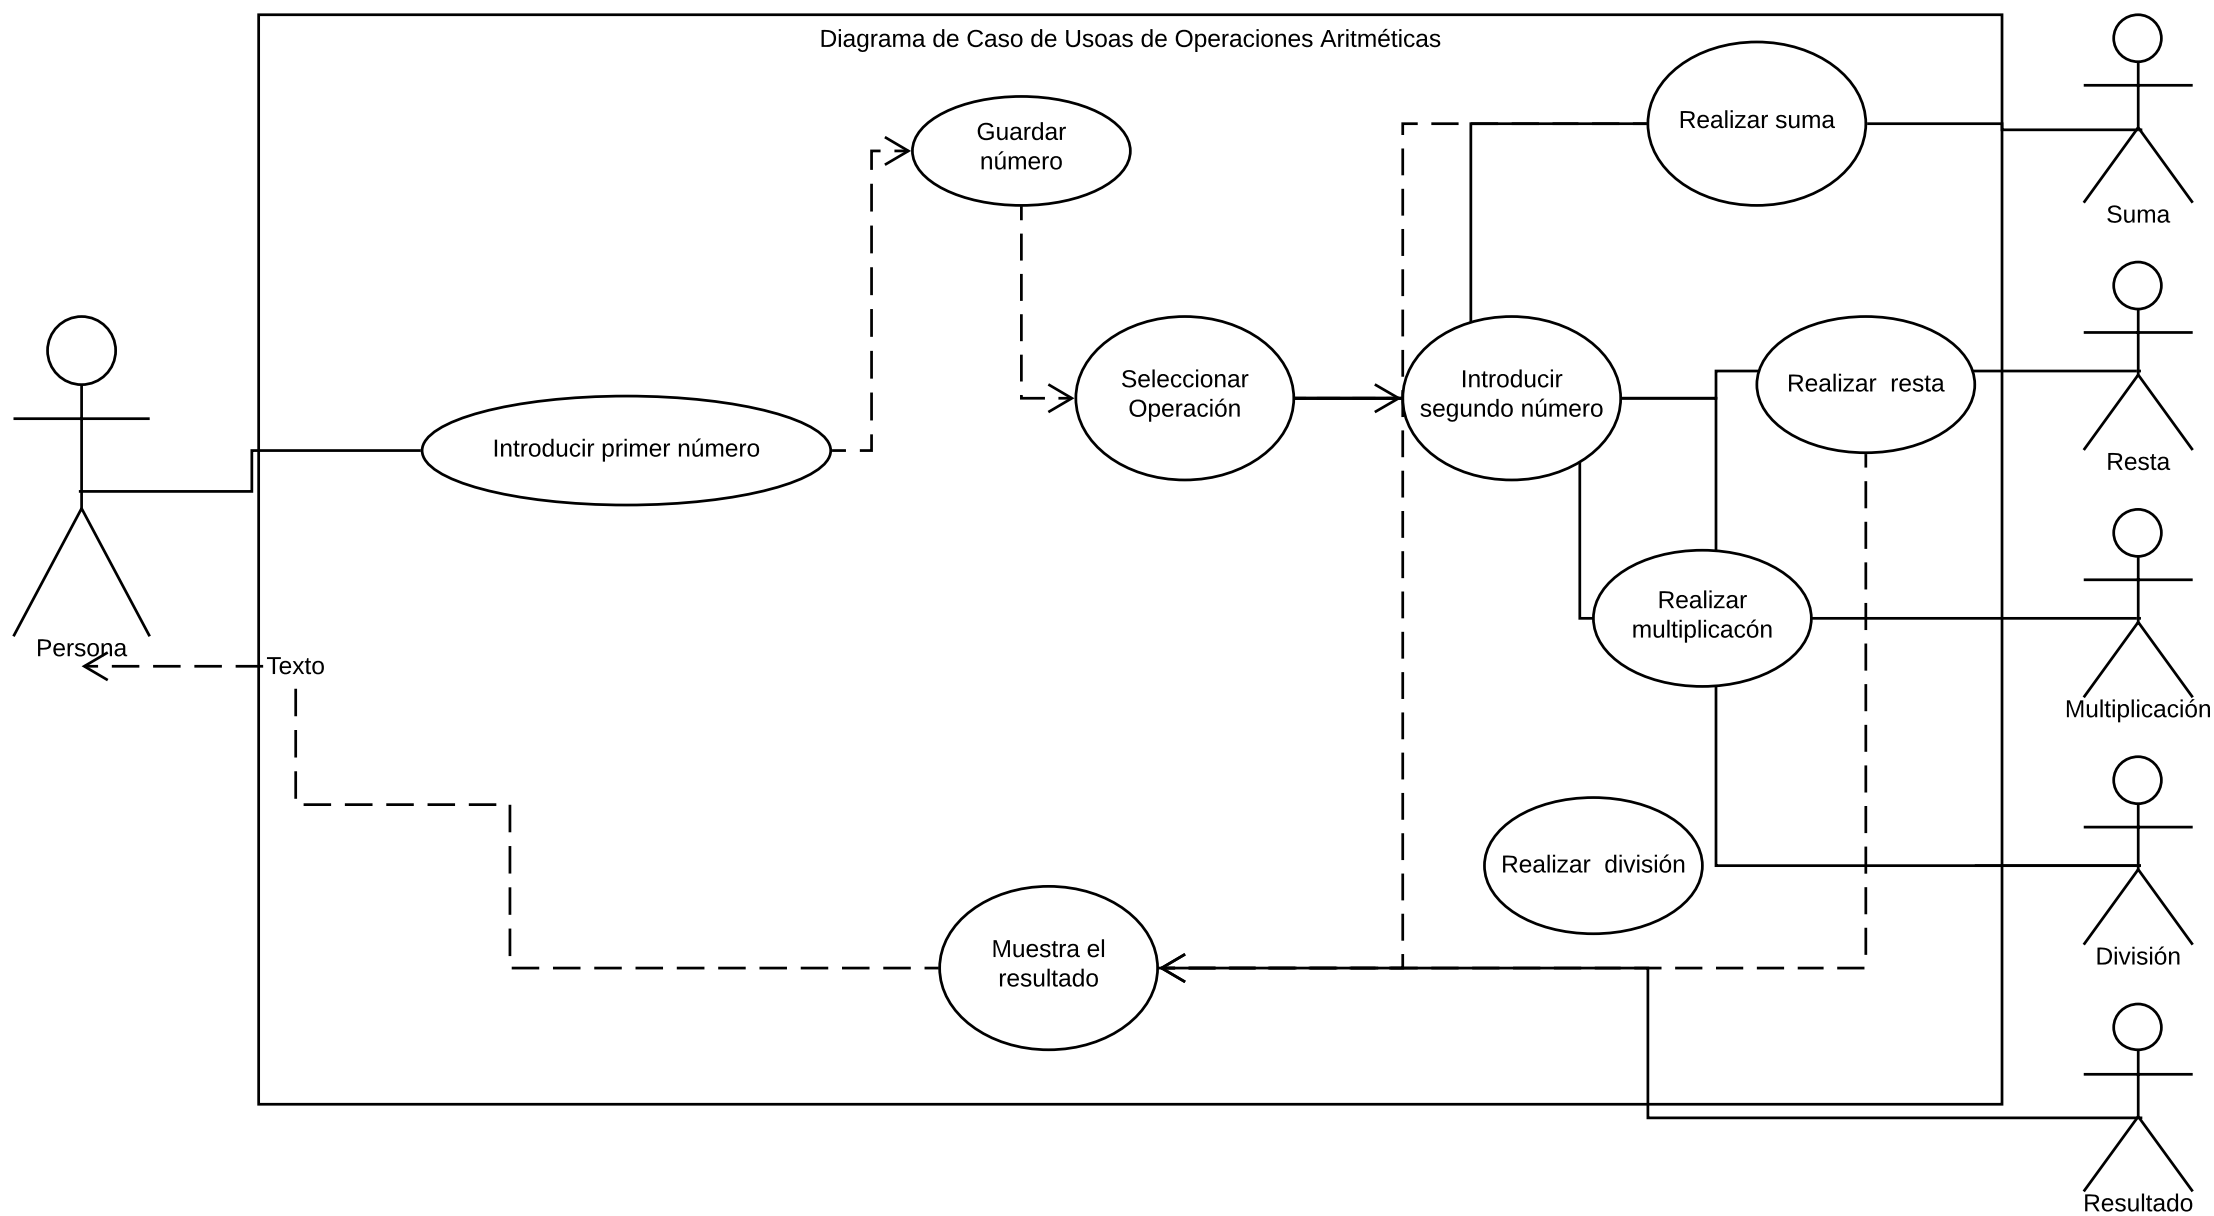 Diagrama de Caso de Usoas de Operaciones Aritméticas
Guardar
número
Realizar suma
Suma
Seleccionar
Operación
Introducir
segundo número
Realizar  resta
Resta
Introducir primer número
Persona
Texto
Realizar
multiplicacón
Multiplicación
Realizar  división
División
Muestra el
resultado
Resultado